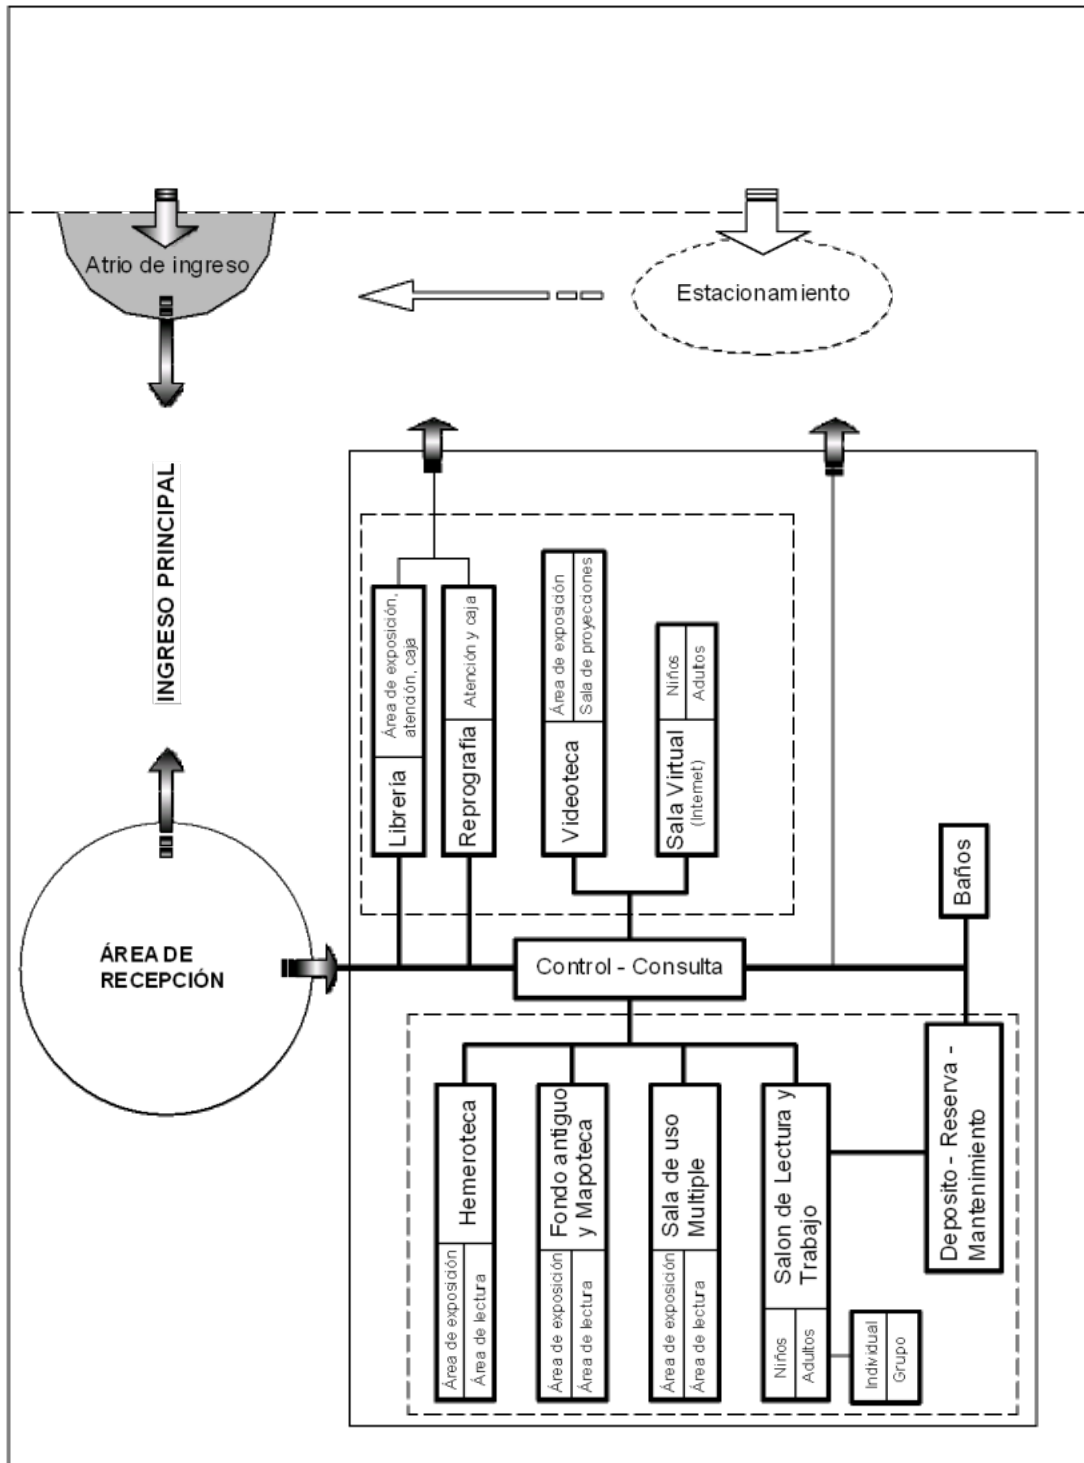 Atrio de ingreso
Estacionamiento
INGRESO PRINCIPAL
ÁREA DE
RECEPCIÓN
Librería
Área de exposición,
atención, caja
Reprografía
Atención y caja
Videoteca
Área de exposición
Sala de proyecciones
Sala Virtual
(Internet)
Niños
Adultos
Baños
Control - Consulta
Hemeroteca
Área de exposición
Área de lectura
Fondo antiguo
y Mapoteca
Área de exposición
Área de lectura
Sala de uso
Multiple
Área de exposición
Área de lectura
Salon de Lectura y
Trabajo
Niños
Adultos
Individual
Grupo
Deposito - Reserva -
Mantenimiento